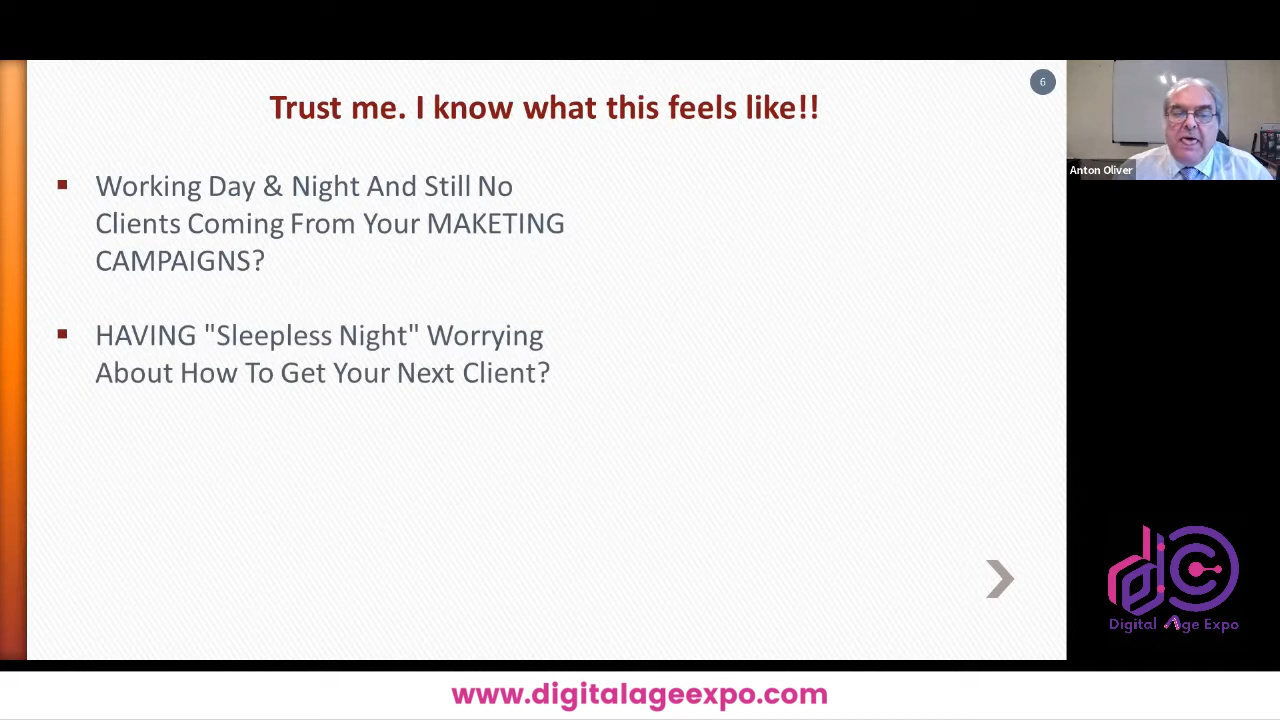 6
Trust me. I know what this feels like!!
Working Day & Night And Still No
Clients Coming From Your MAKETING
CAMPAIGNS?
HAVING "Sleepless Night" Worrying
About How To Get Your Next Client?
Anton Oliver
Digital Age Expo
www.digitalageexpo.com